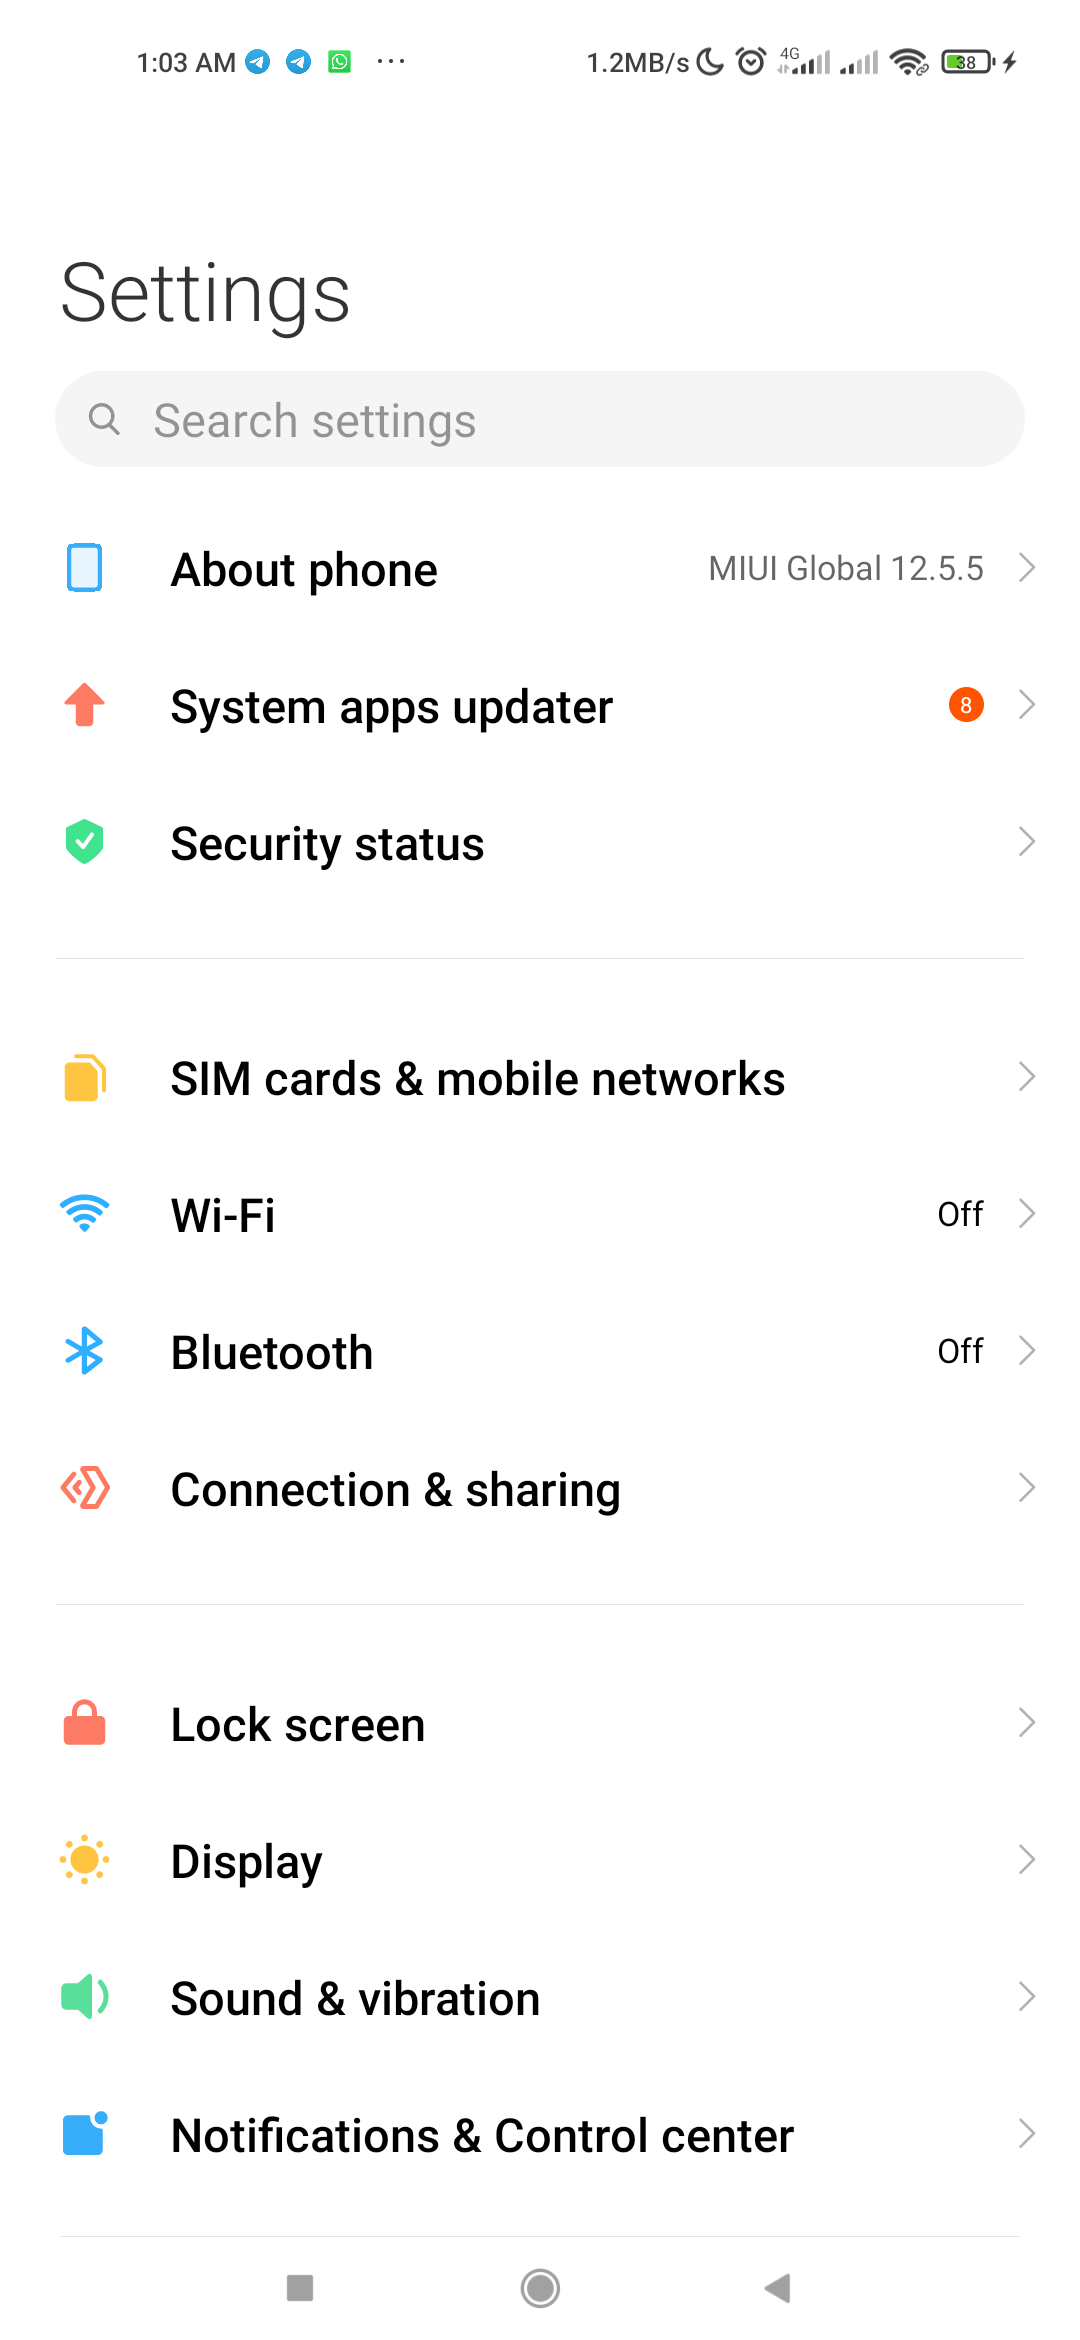 1:03 AM ... 1.2MB/s 4G 38
Settings
Search settings
About phone MIUI Global 12.5.5
System apps updater 8
Security status
SIM cards & mobile networks
Wi-Fi Off
Bluetooth Off
Connection & sharing
Lock screen
Display
Sound & vibration
Notifications & Control center